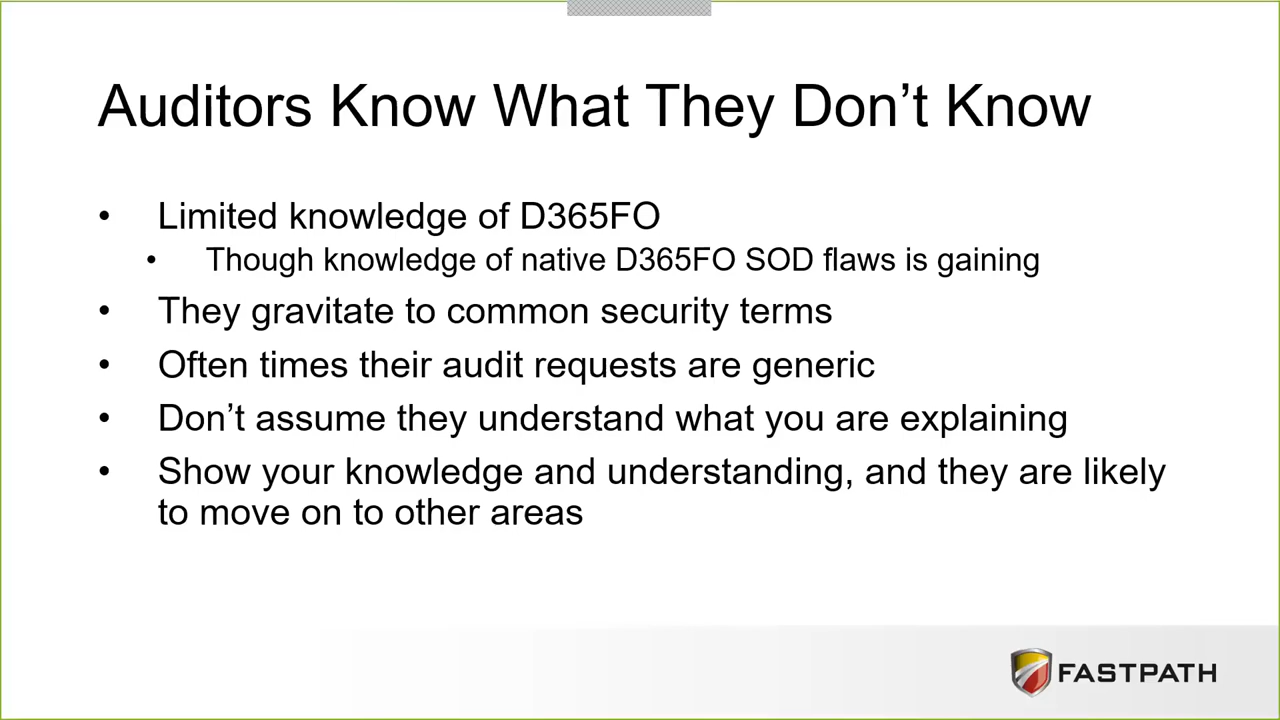 Auditors Know What They Don’t Know
• Limited knowledge of D365FO
• Though knowledge of native D365FO SOD flaws is gaining
• They gravitate to common security terms
• Often times their audit requests are generic
• Don’t assume they understand what you are explaining
• Show your knowledge and understanding, and they are likely
to move on to other areas
FASTPATH